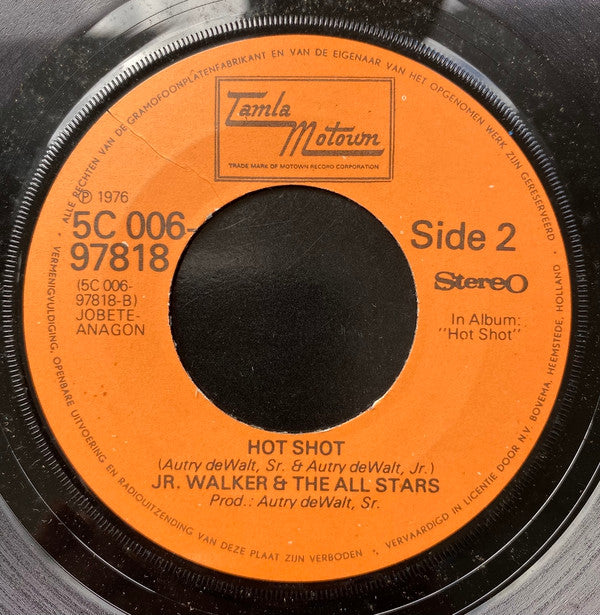 ALLE RECHTEN VAN DE GRAMOFOONPLATENFABRIKANT EN VAN DE EIGENAAR VAN HET OPGENOMEN WERK ZIJN GERESERVEERD
Tamla
Motown
TRADE MARK OF MOTOWN RECORD CORPORATION
Ⓟ 1976
5C 006-
97818
(5C 006-
97818-B)
JOBETE-
ANAGON
Side 2
Stereo
In Album:
"Hot Shot"
HOT SHOT
(Autry deWalt, Sr. & Autry deWalt, Jr.)
JR. WALKER & THE ALL STARS
Prod.: Autry deWalt, Sr.
VERMENIGVULDIGING, OPENBARE UITVOERING EN RADIOUITZENDING VAN DEZE PLAAT ZIJN VERBODEN •
VERVAARDIGD IN LICENTIE DOOR N.V. BOVEMA, HEEMSTEDE, HOLLAND